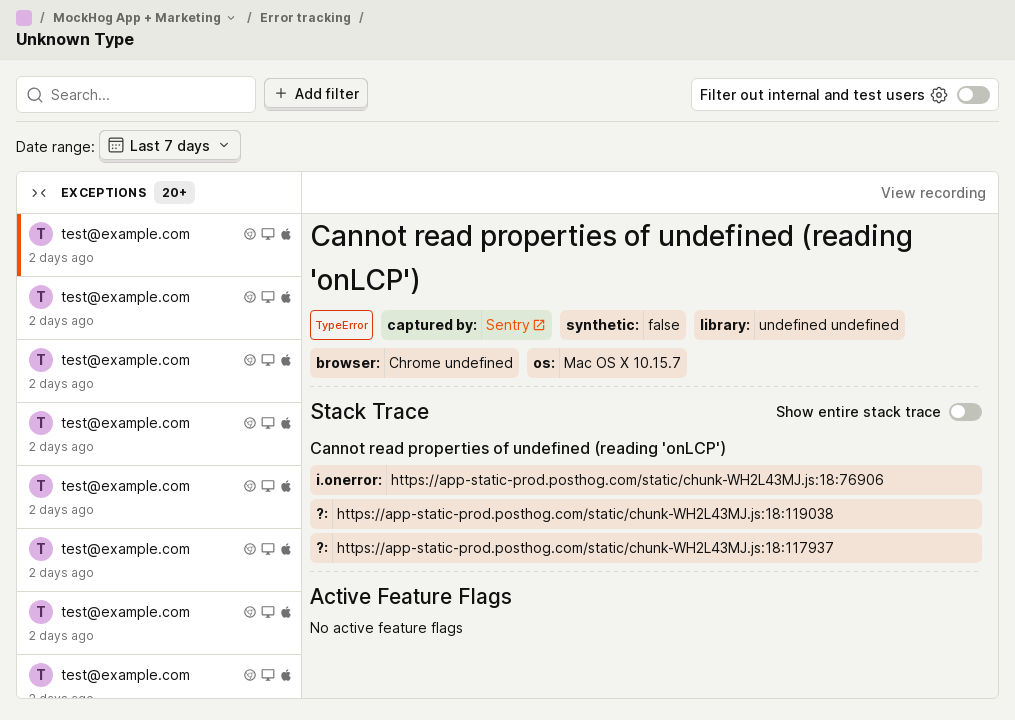 / MockHog App + Marketing / Error tracking /
Unknown Type
Search...
Add filter
Filter out internal and test users
Date range:
Last 7 days
EXCEPTIONS 20+
View recording
T test@example.com
2 days ago
T test@example.com
2 days ago
T test@example.com
2 days ago
T test@example.com
2 days ago
T test@example.com
2 days ago
T test@example.com
2 days ago
T test@example.com
2 days ago
T test@example.com
2 days ago
Cannot read properties of undefined (reading
'onLCP')
TypeError captured by: Sentry synthetic: false library: undefined undefined
browser: Chrome undefined os: Mac OS X 10.15.7
Stack Trace
Show entire stack trace
Cannot read properties of undefined (reading 'onLCP')
i.onerror: https://app-static-prod.posthog.com/static/chunk-WH2L43MJ.js:18:76906
?: https://app-static-prod.posthog.com/static/chunk-WH2L43MJ.js:18:119038
?: https://app-static-prod.posthog.com/static/chunk-WH2L43MJ.js:18:117937
Active Feature Flags
No active feature flags